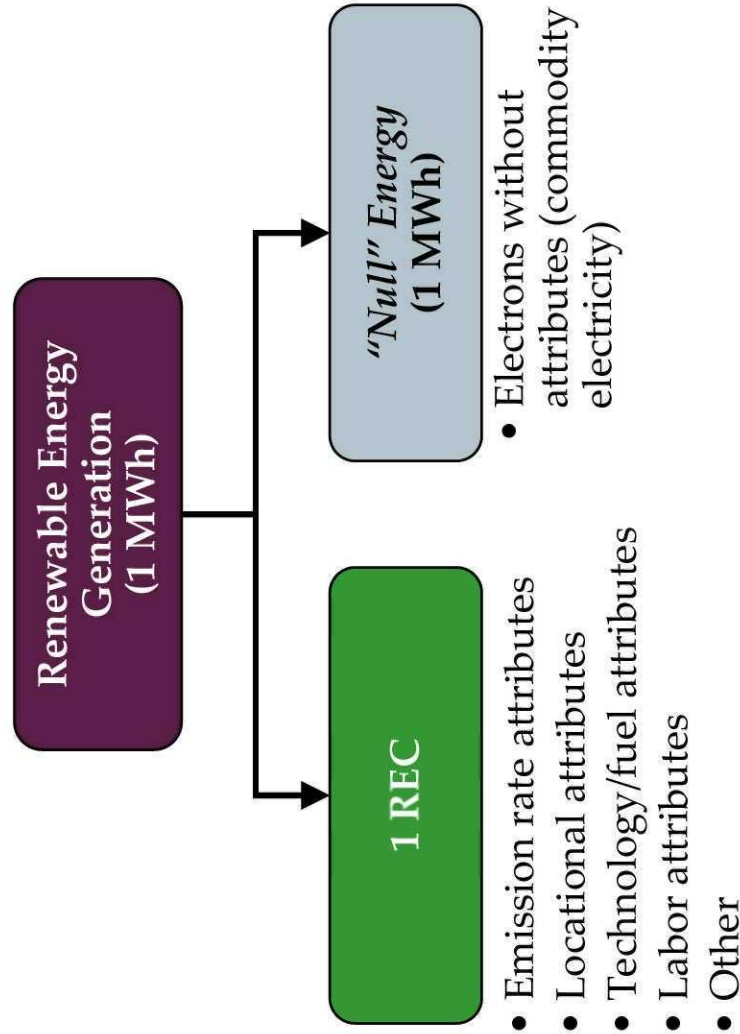 Renewable Energy
Generation
(1 MWh)
1 REC
• Emission rate attributes
• Locational attributes
• Technology/fuel attributes
• Labor attributes
• Other
"Null" Energy
(1 MWh)
• Electrons without
attributes (commodity
electricity)